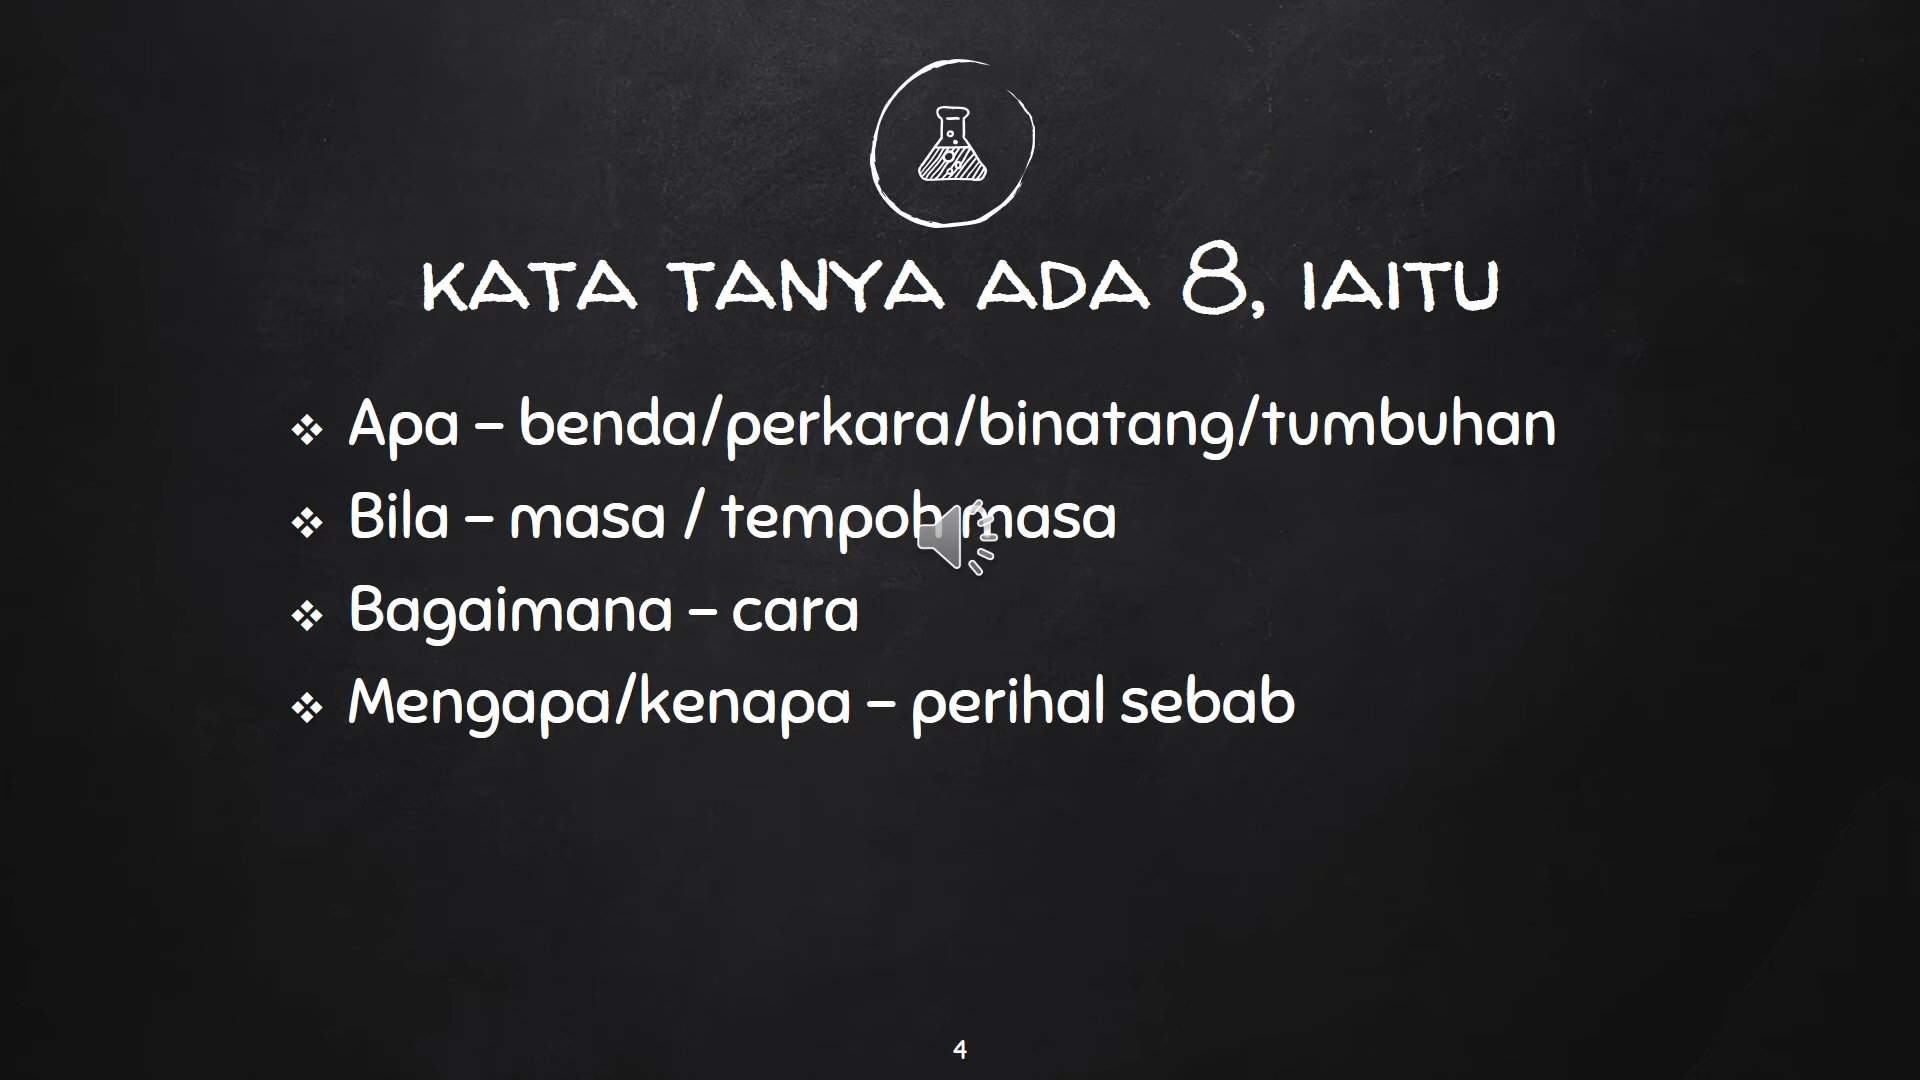 KATA TANYA ADA 8, IAITU
❖ Apa – benda/perkara/binatang/tumbuhan
❖ Bila – masa / tempoh masa
❖ Bagaimana – cara
❖ Mengapa/kenapa – perihal sebab
4